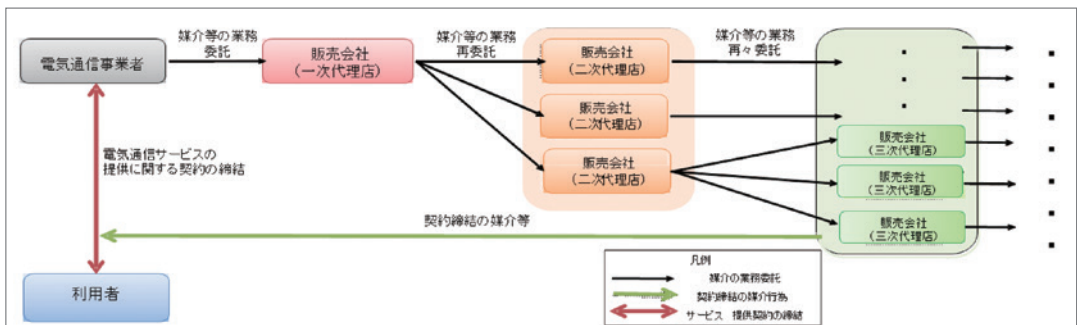 電気通信事業者
媒介等の業務
委託
販売会社
（一次代理店）
媒介等の業務
再委託
販売会社
（二次代理店）
販売会社
（二次代理店）
販売会社
（二次代理店）
媒介等の業務
再々委託
販売会社
（三次代理店）
販売会社
（三次代理店）
販売会社
（三次代理店）
電気通信サービスの
提供に関する契約の締結
契約締結の媒介等
利用者
凡例
媒介の業務委託
契約締結の媒介行為
サービス 提供契約の締結